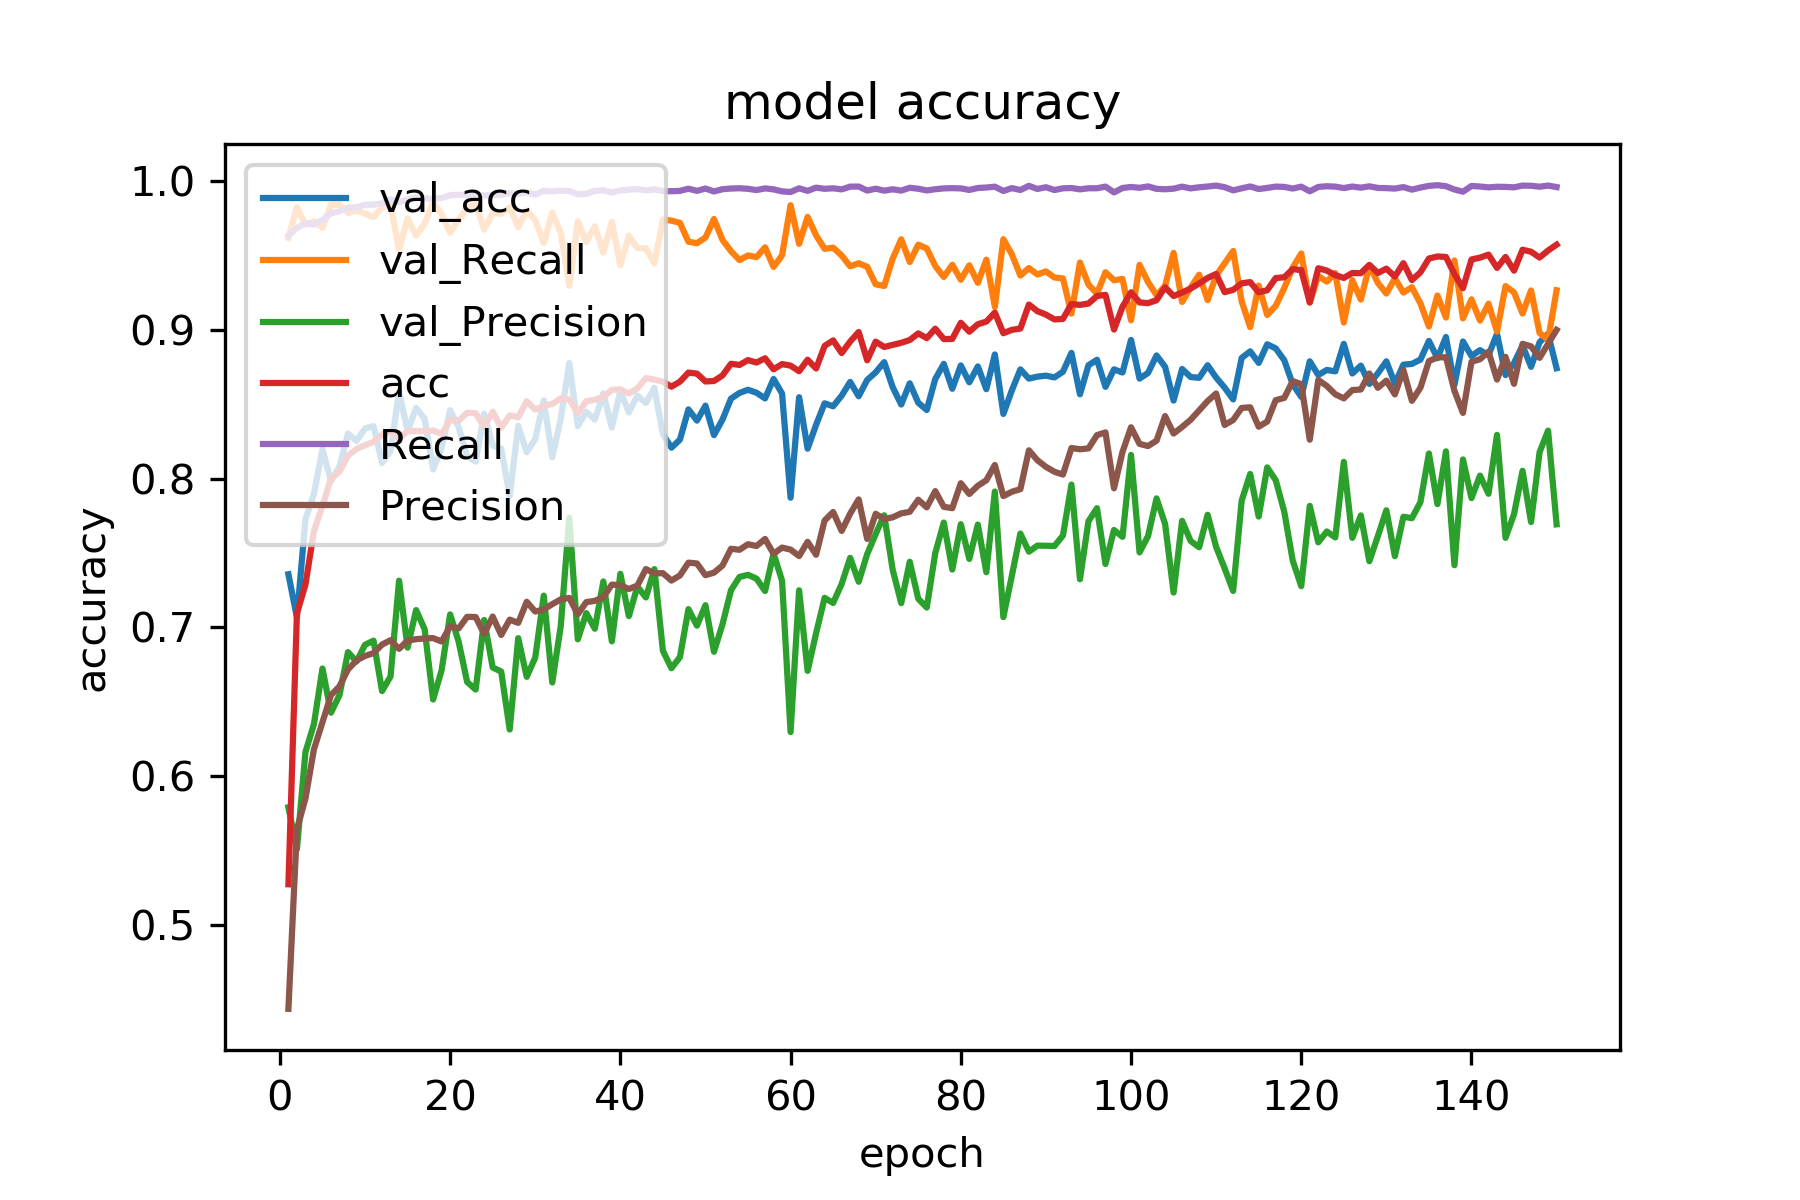 model accuracy
val_acc
val_Recall
val_Precision
acc
Recall
Precision
accuracy
1.0
0.9
0.8
0.7
0.6
0.5
0 20 40 60 80 100 120 140
epoch